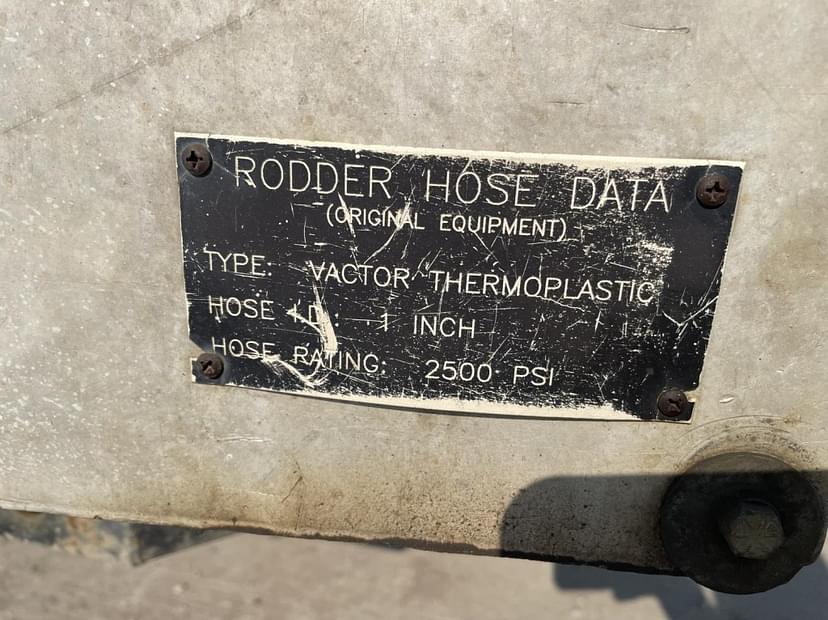 RODDER HOSE DATA
(ORIGINAL EQUIPMENT)
TYPE: VACTOR THERMOPLASTIC
HOSE I.D.: 1 INCH
HOSE RATING: 2500 PSI